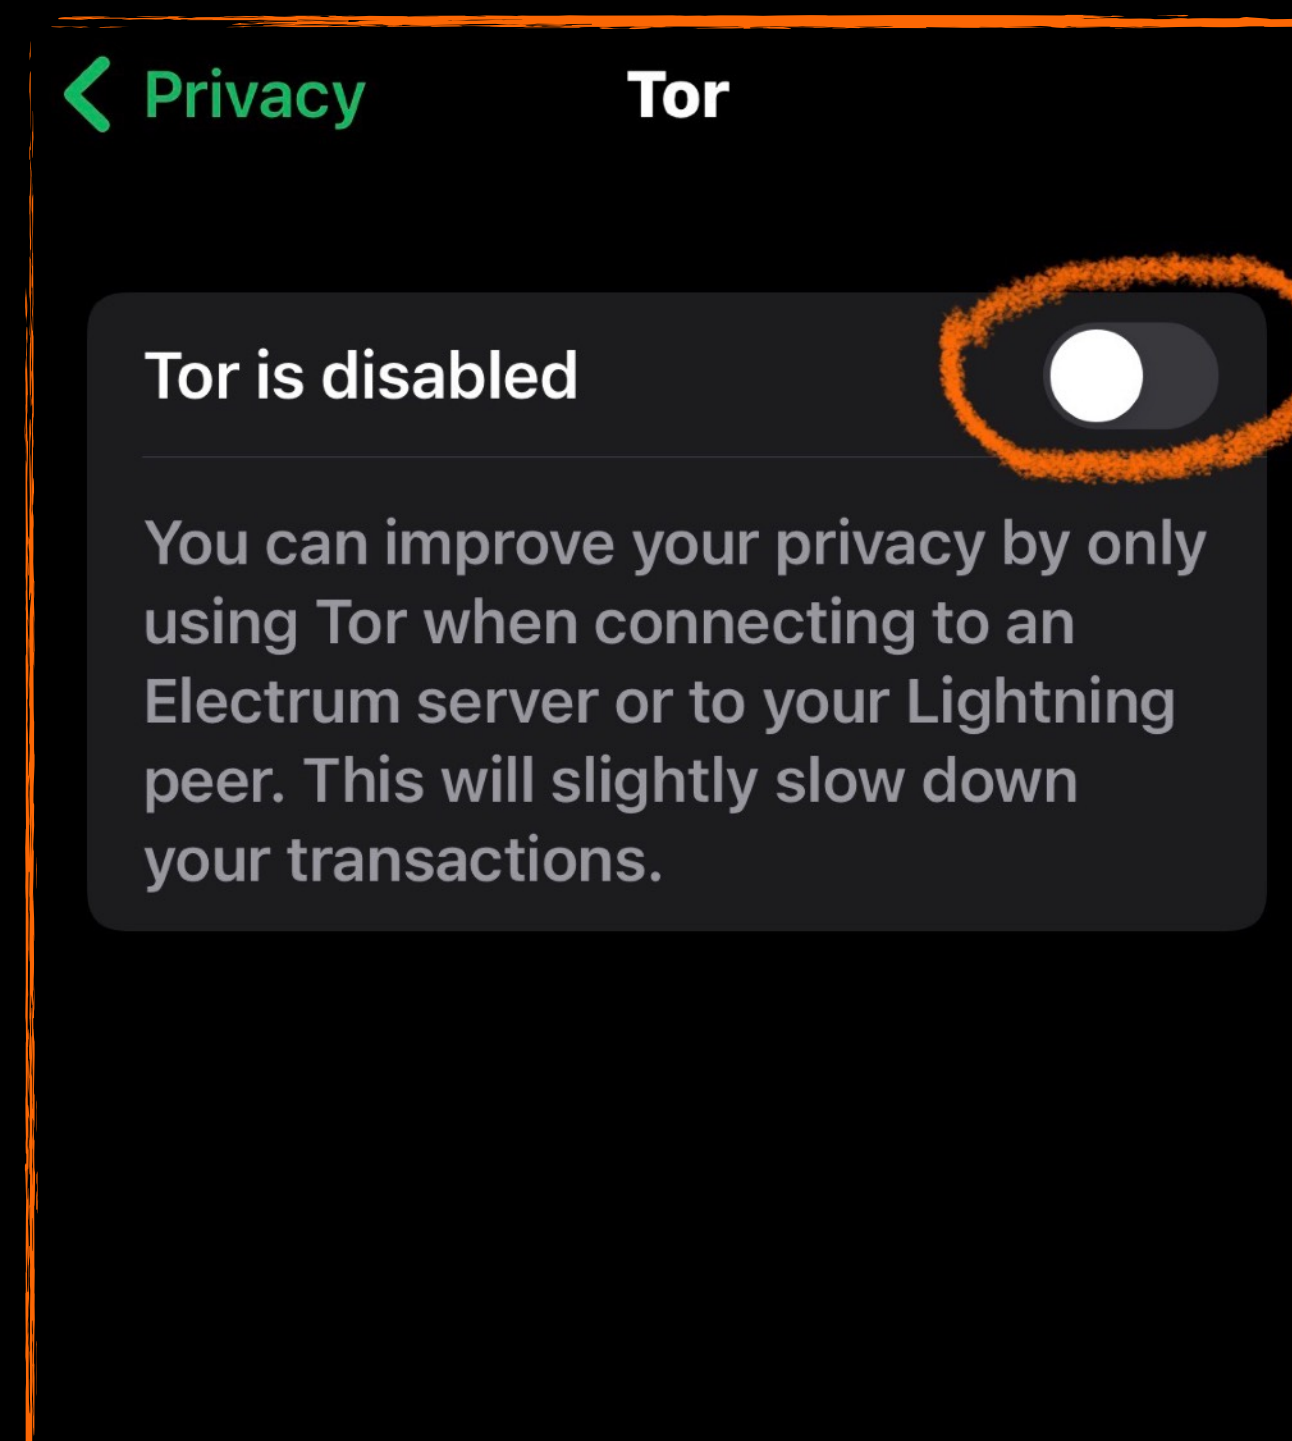 Privacy
Tor
Tor is disabled
You can improve your privacy by only
using Tor when connecting to an
Electrum server or to your Lightning
peer. This will slightly slow down
your transactions.